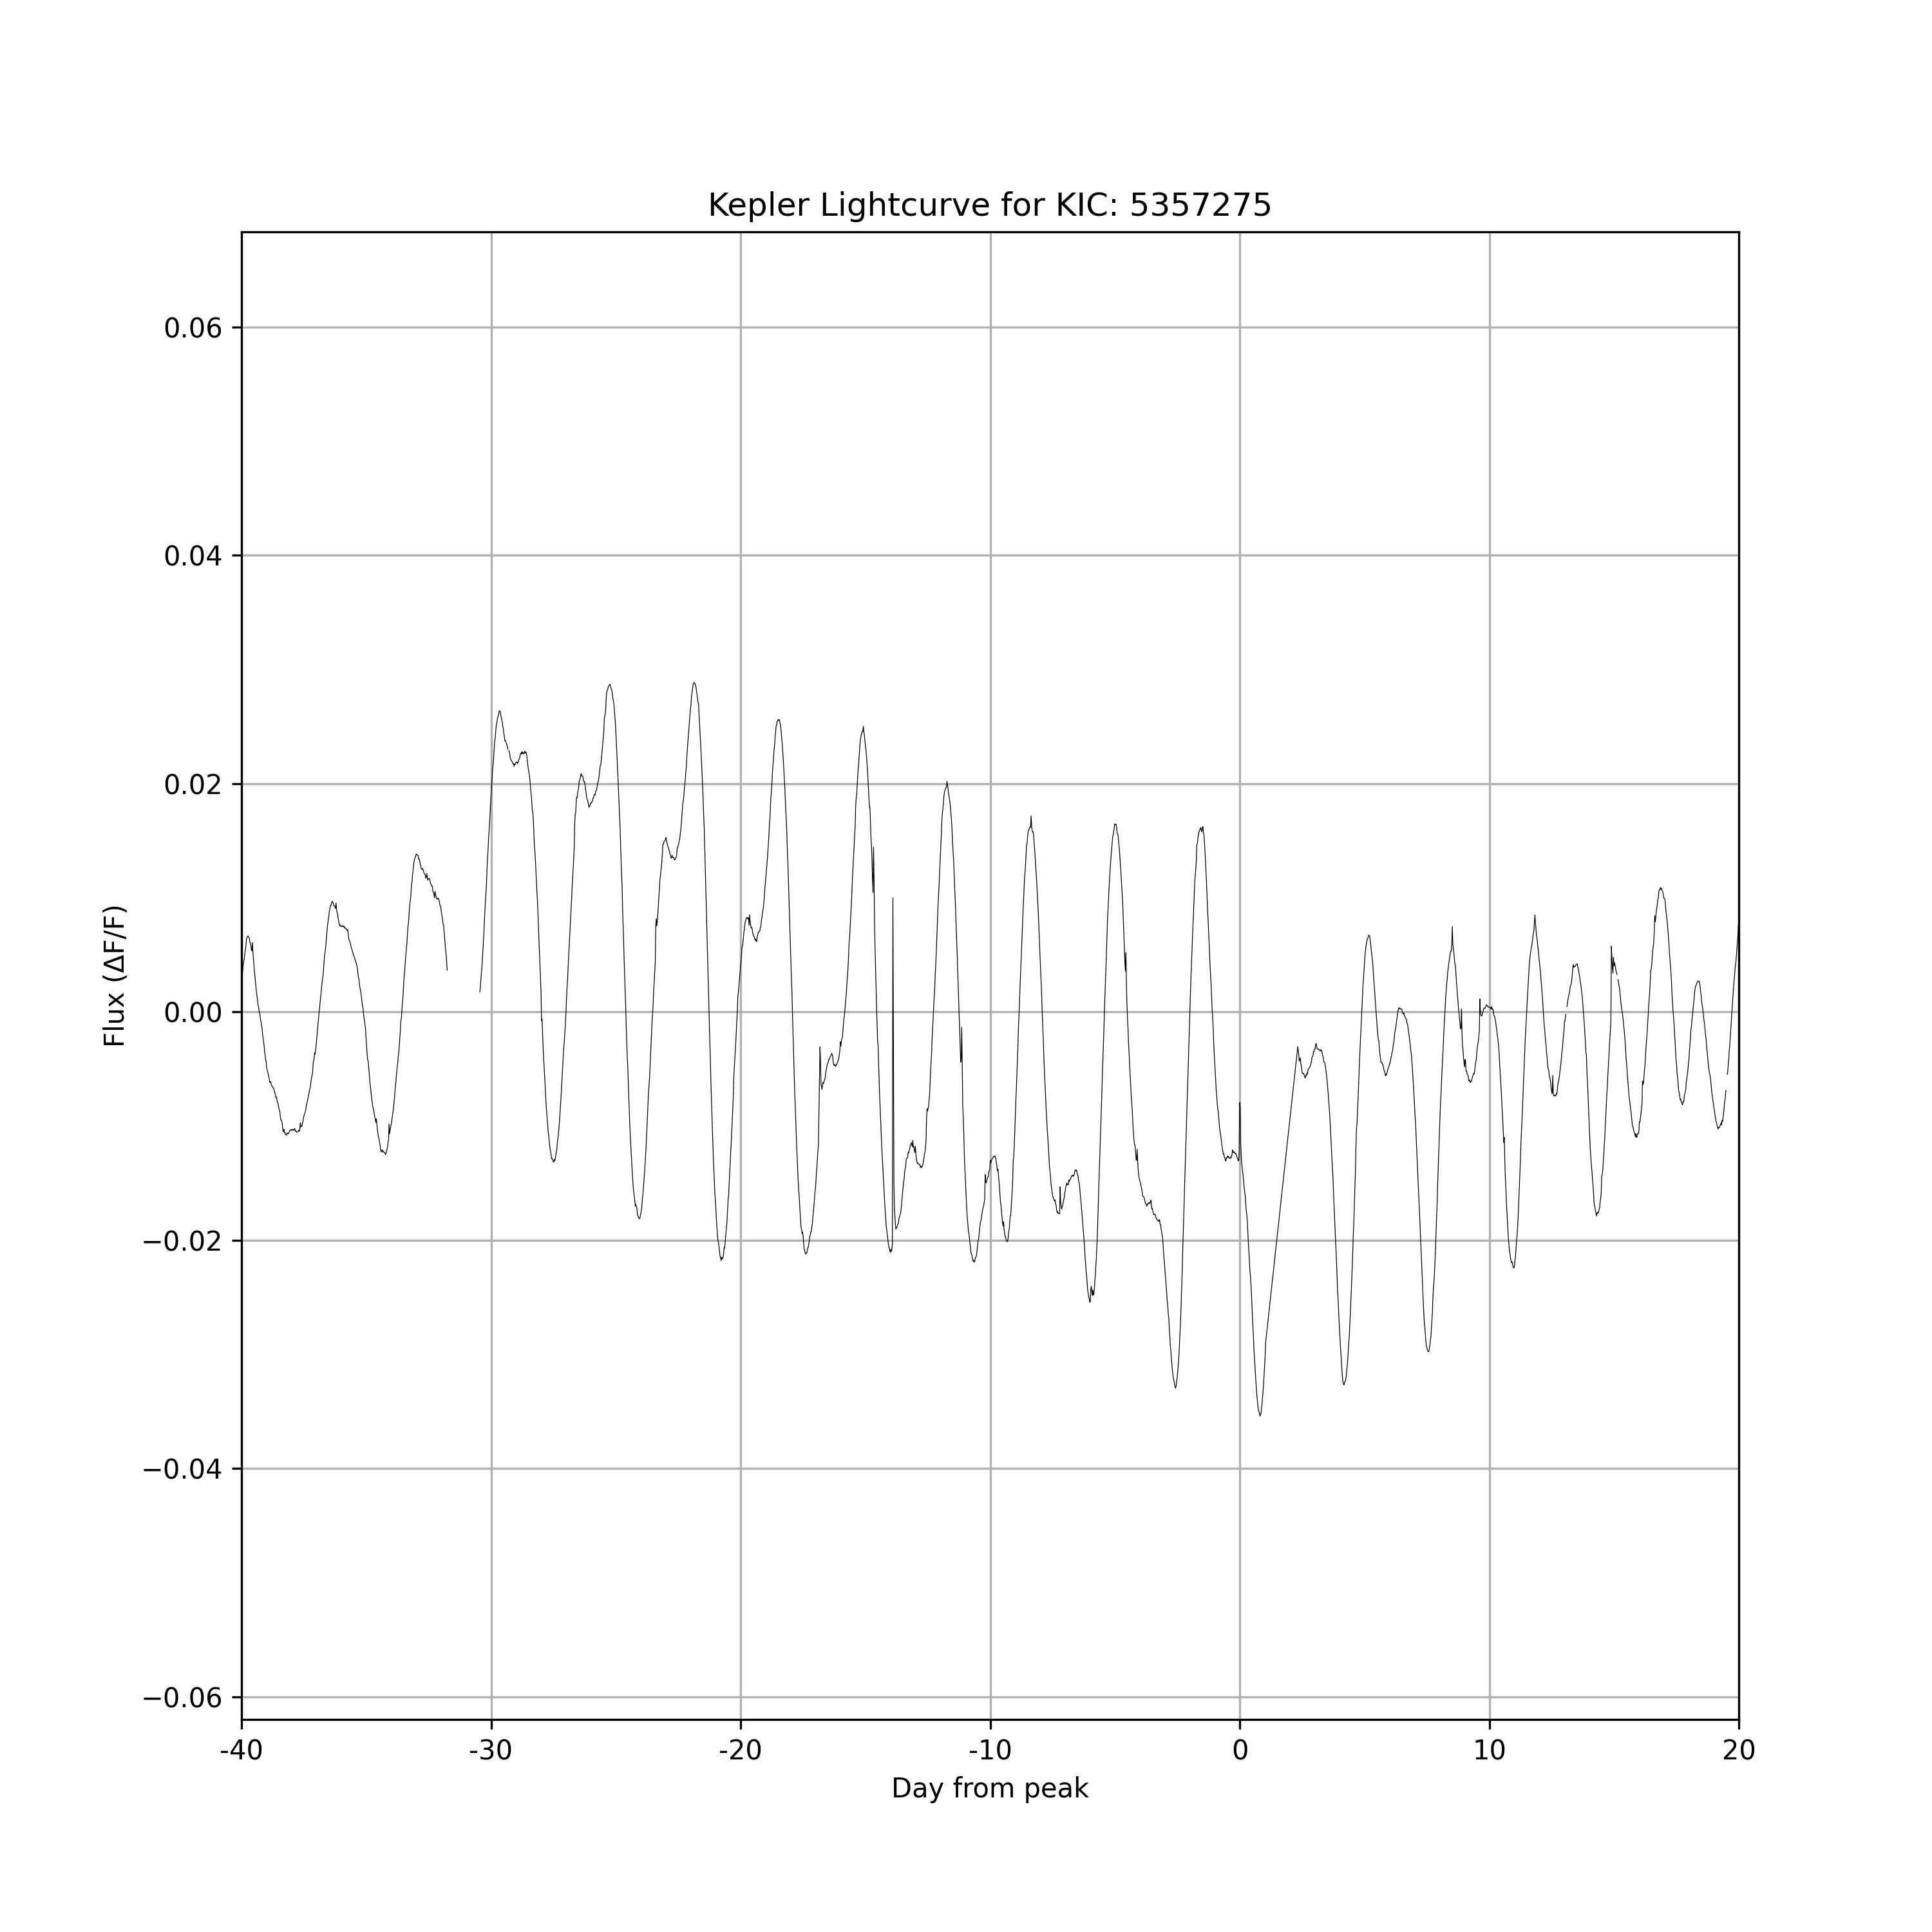 Kepler Lightcurve for KIC: 5357275
Flux (ΔF/F)
0.06
0.04
0.02
0.00
−0.02
−0.04
−0.06
-40 -30 -20 -10 0 10 20
Day from peak